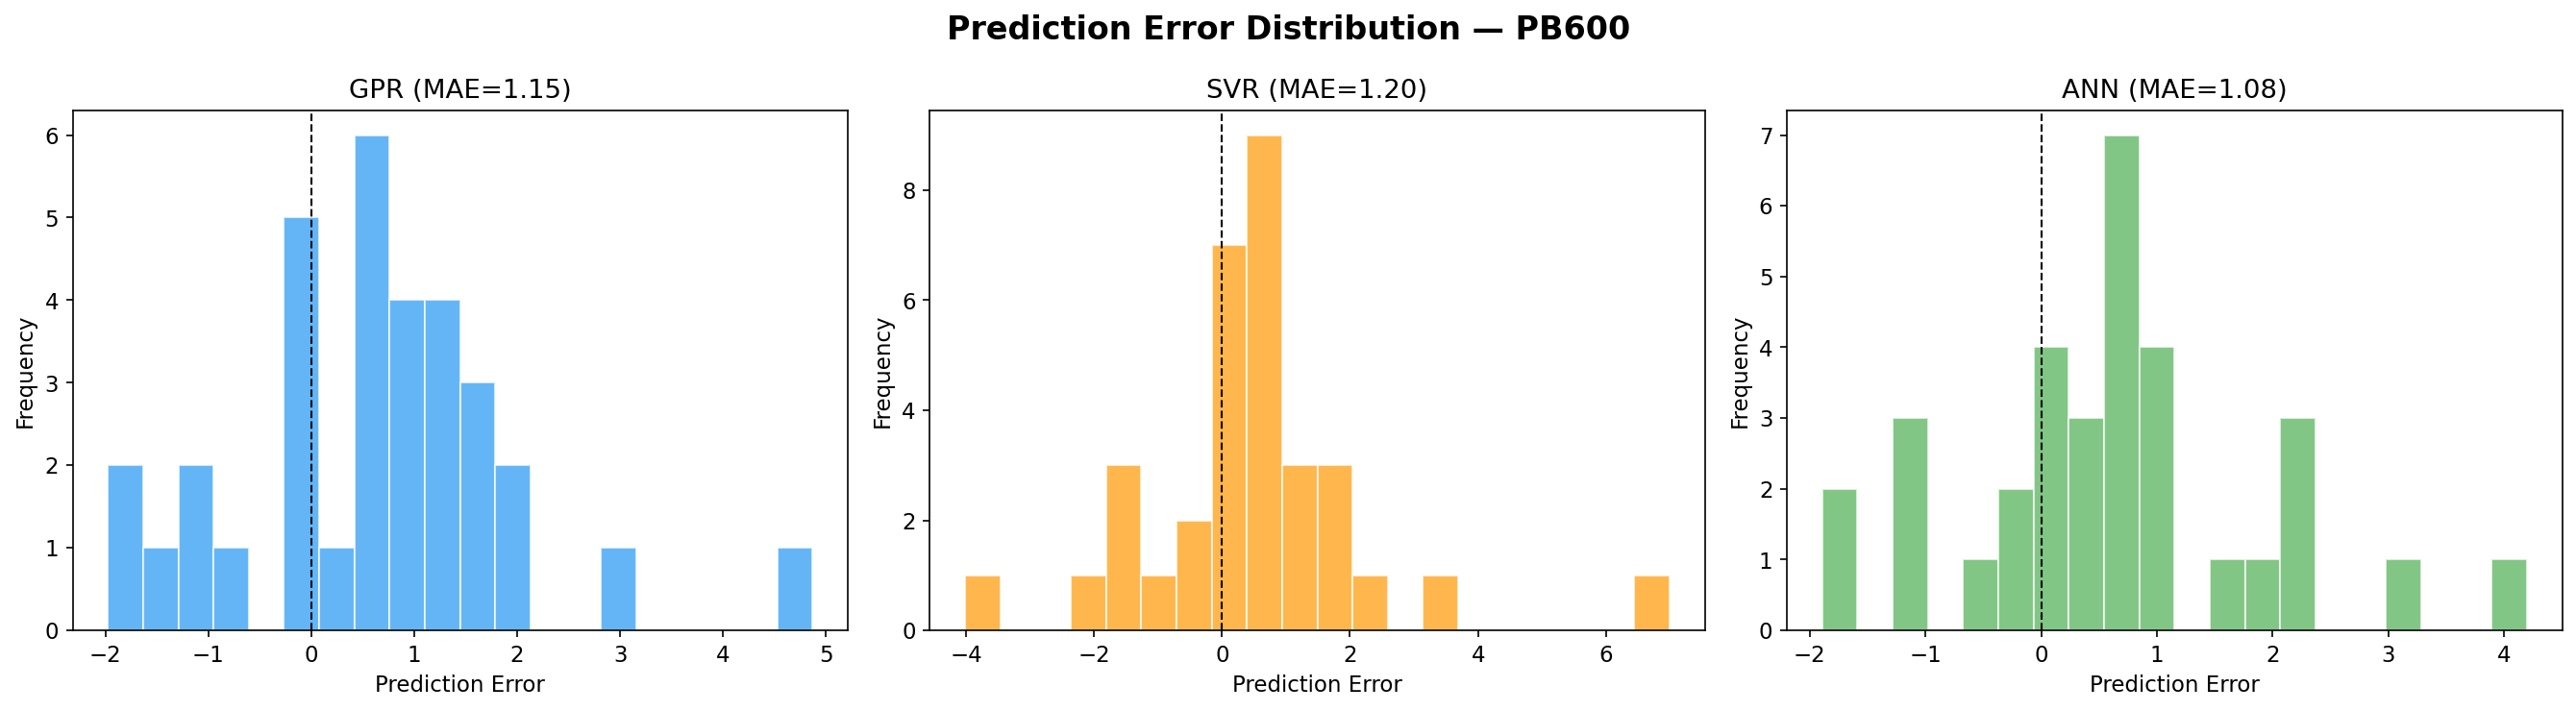 Prediction Error Distribution — PB600
GPR (MAE=1.15)
6
5
4
3
2
1
0
Frequency
−2 −1 0 1 2 3 4 5
Prediction Error
SVR (MAE=1.20)
8
6
4
2
0
Frequency
−4 −2 0 2 4 6
Prediction Error
ANN (MAE=1.08)
7
6
5
4
3
2
1
0
Frequency
−2 −1 0 1 2 3 4
Prediction Error